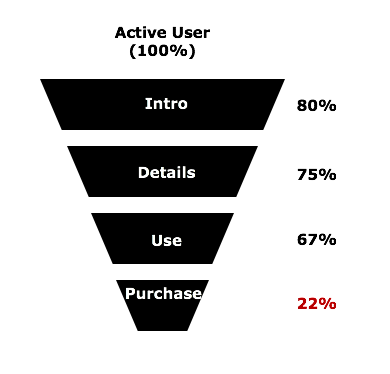 Active User
(100%)
Intro
80%
Details
75%
Use
67%
Purchase
22%